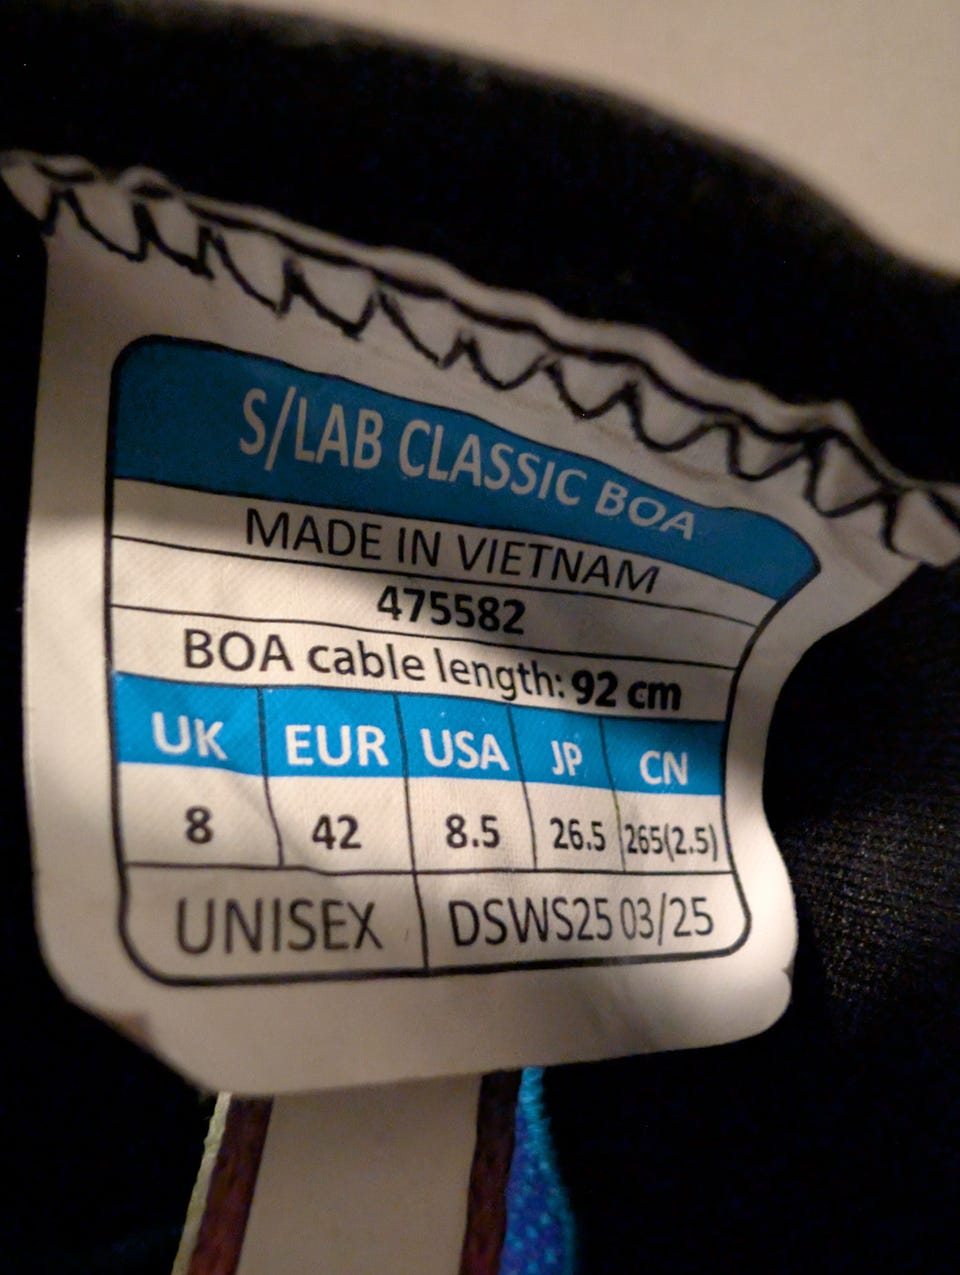 S/LAB CLASSIC BOA
MADE IN VIETNAM
475582
BOA cable length: 92 cm
UK EUR USA JP CN
8 42 8.5 26.5 265(2.5)
UNISEX DSWS25 03/25